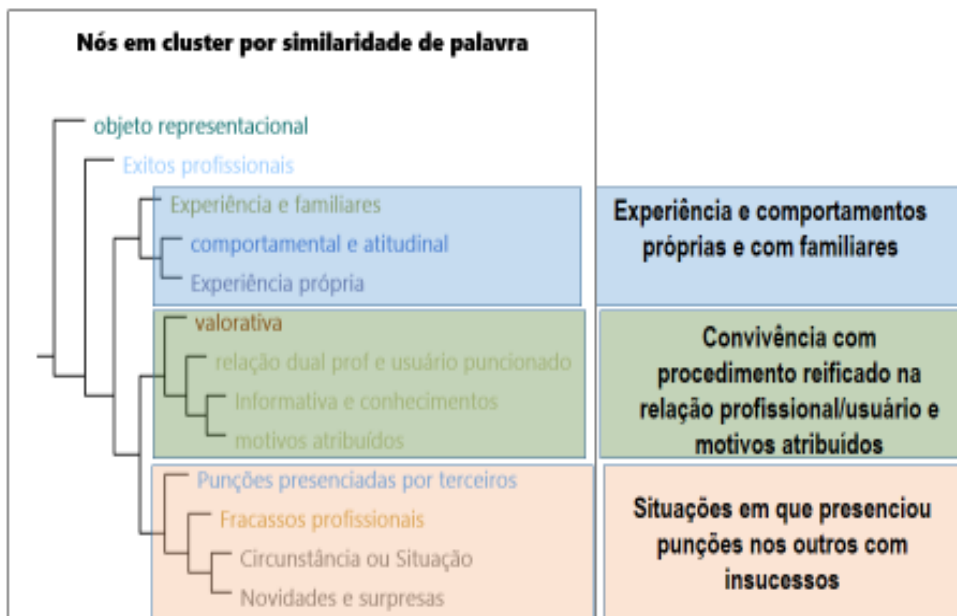 Nós em cluster por similaridade de palavra
objeto representacional
Exitos profissionais
Experiência e familiares
comportamental e atitudinal
Experiência própria
Experiência e comportamentos
próprias e com familiares
valorativa
relação dual prof e usuário puncionado
Informativa e conhecimentos
motivos atribuídos
Convivência com
procedimento reificado na
relação profissional/usuário e
motivos atribuídos
Punções presenciadas por terceiros
Fracassos profissionais
Circunstância ou Situação
Novidades e surpresas
Situações em que presenciou
punções nos outros com
insucessos